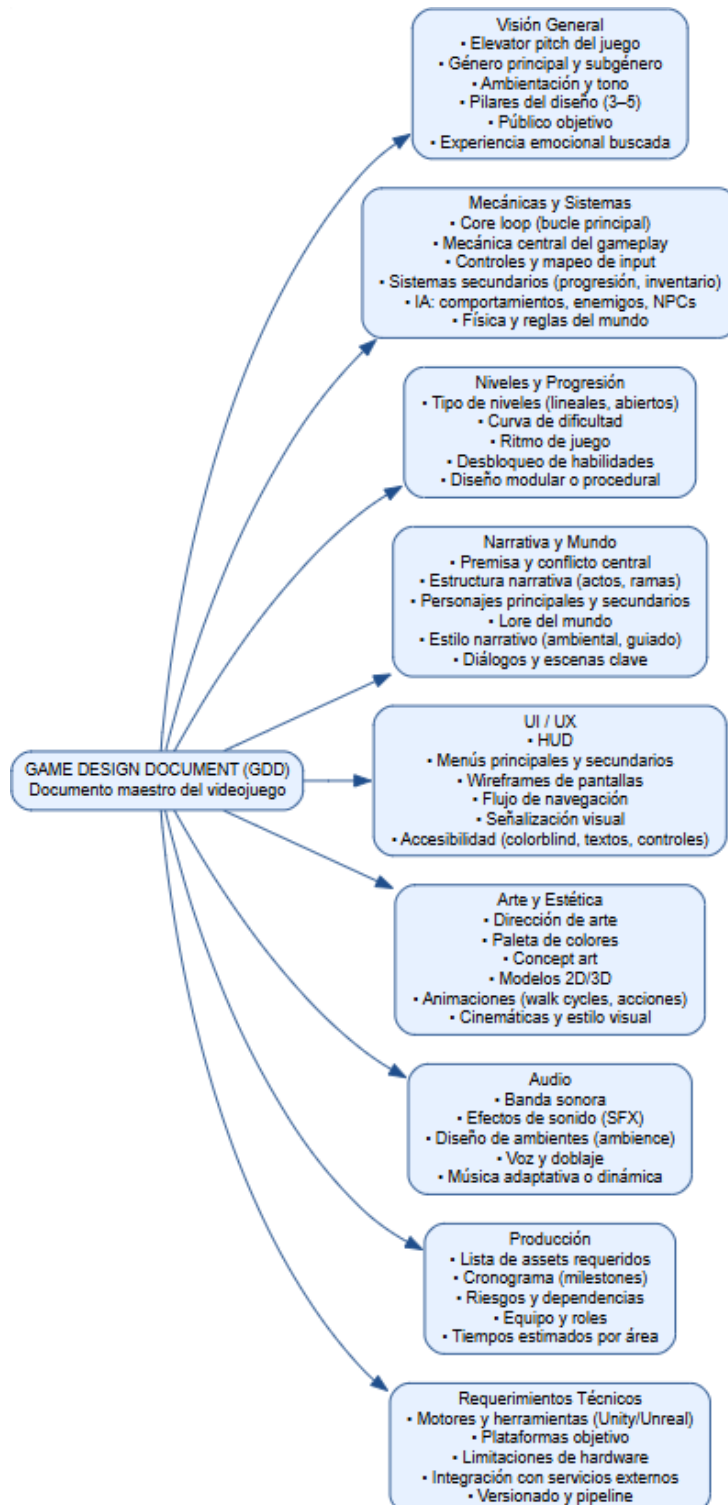 Visión General
▪ Elevator pitch del juego
▪ Género principal y subgénero
▪ Ambientación y tono
▪ Pilares del diseño (3–5)
▪ Público objetivo
▪ Experiencia emocional buscada
Mecánicas y Sistemas
▪ Core loop (bucle principal)
▪ Mecánica central del gameplay
▪ Controles y mapeo de input
▪ Sistemas secundarios (progresión, inventario)
▪ IA: comportamientos, enemigos, NPCs
▪ Física y reglas del mundo
Niveles y Progresión
▪ Tipo de niveles (lineales, abiertos)
▪ Curva de dificultad
▪ Ritmo de juego
▪ Desbloqueo de habilidades
▪ Diseño modular o procedural
Narrativa y Mundo
▪ Premisa y conflicto central
▪ Estructura narrativa (actos, ramas)
▪ Personajes principales y secundarios
▪ Lore del mundo
▪ Estilo narrativo (ambiental, guiado)
▪ Diálogos y escenas clave
GAME DESIGN DOCUMENT (GDD)
Documento maestro del videojuego
UI / UX
▪ HUD
▪ Menús principales y secundarios
▪ Wireframes de pantallas
▪ Flujo de navegación
▪ Señalización visual
▪ Accesibilidad (colorblind, textos, controles)
Arte y Estética
▪ Dirección de arte
▪ Paleta de colores
▪ Concept art
▪ Modelos 2D/3D
▪ Animaciones (walk cycles, acciones)
▪ Cinemáticas y estilo visual
Audio
▪ Banda sonora
▪ Efectos de sonido (SFX)
▪ Diseño de ambientes (ambience)
▪ Voz y doblaje
▪ Música adaptativa o dinámica
Producción
▪ Lista de assets requeridos
▪ Cronograma (milestones)
▪ Riesgos y dependencias
▪ Equipo y roles
▪ Tiempos estimados por área
Requerimientos Técnicos
▪ Motores y herramientas (Unity/Unreal)
▪ Plataformas objetivo
▪ Limitaciones de hardware
▪ Integración con servicios externos
▪ Versionado y pipeline